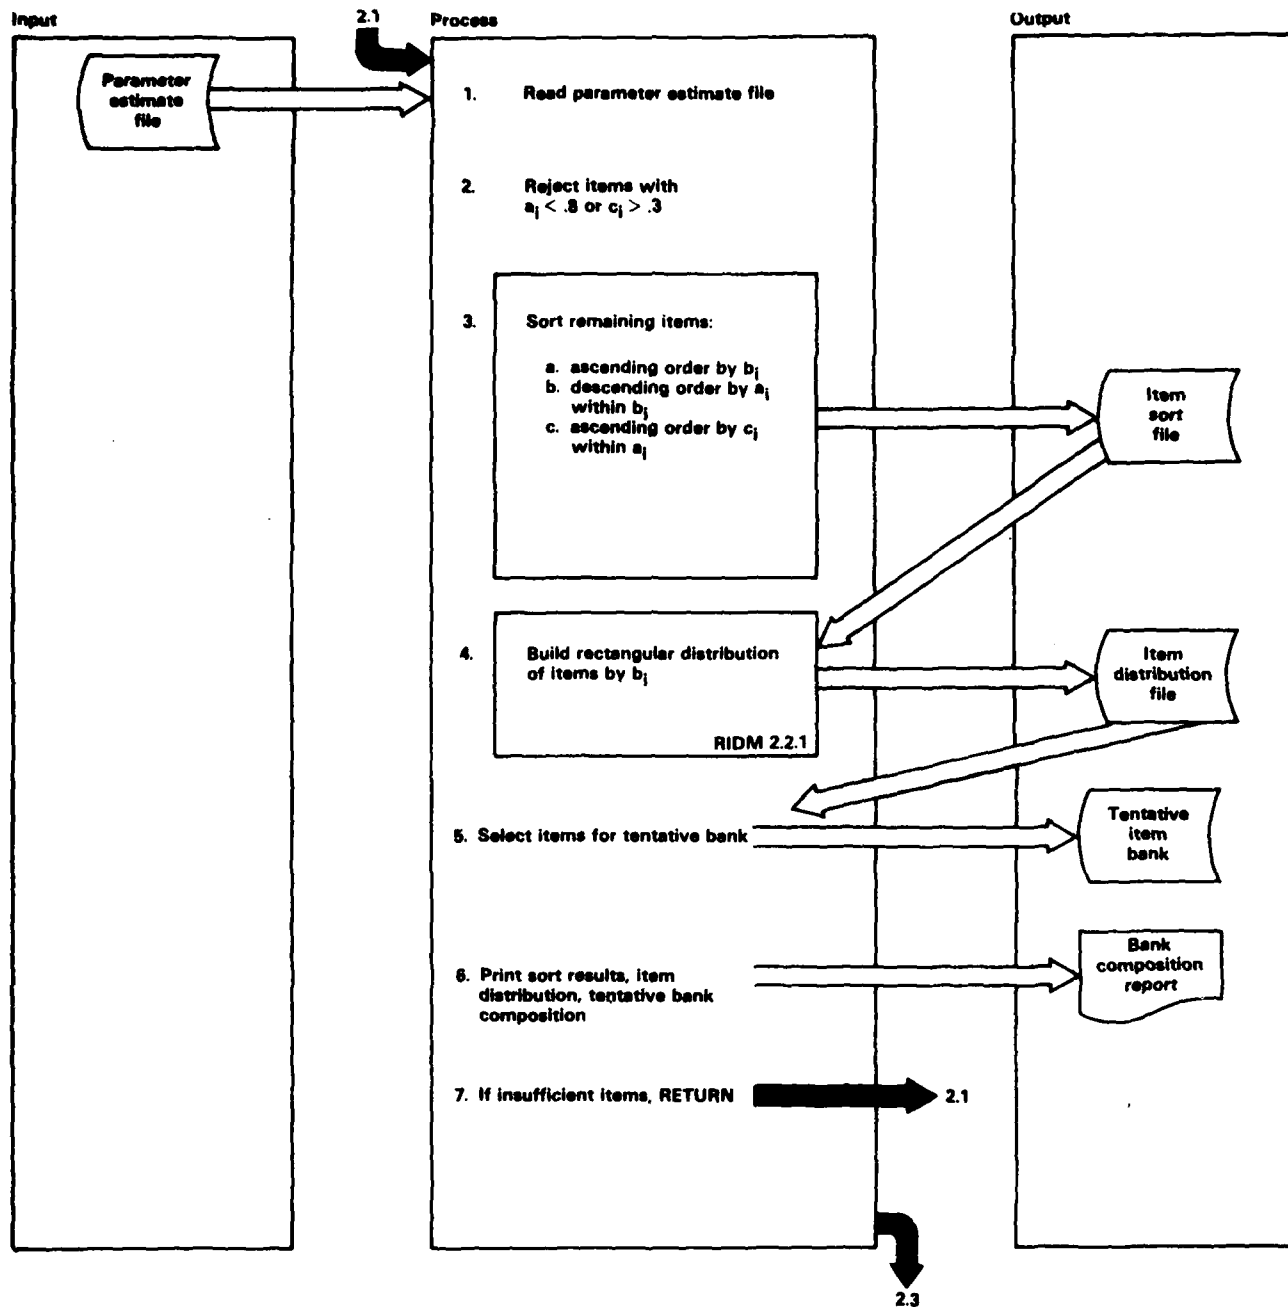 Input
2.1
Process
Output
Parameter
estimate
file
1. Read parameter estimate file
2. Reject items with
ai < .8 or ci > .3
3. Sort remaining items:
a. ascending order by bi
b. descending order by ai
within bi
c. ascending order by ci
within ai
Item
sort
file
4. Build rectangular distribution
of items by bi
RIDM 2.2.1
Item
distribution
file
5. Select items for tentative bank
Tentative
item
bank
6. Print sort results, item
distribution, tentative bank
composition
Bank
composition
report
7. If insufficient items, RETURN
2.1
2.3